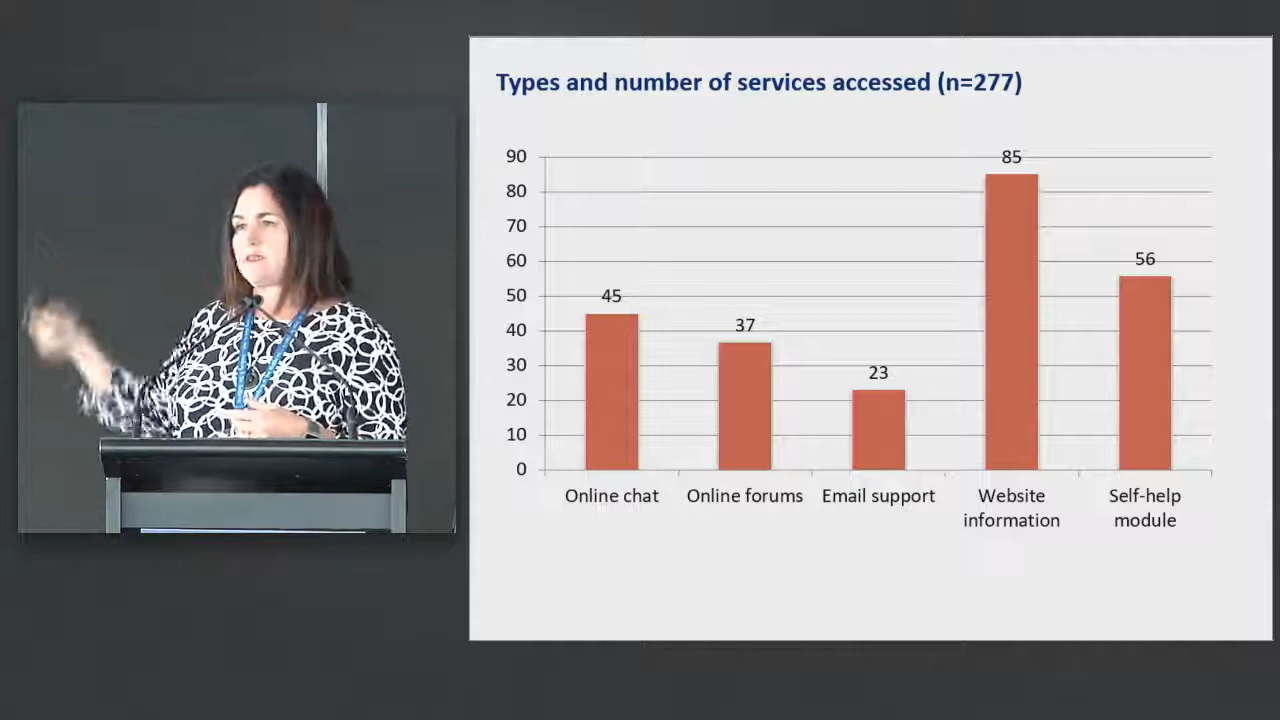 Types and number of services accessed (n=277)
90
80
70
60
50
40
30
20
10
0
45
37
23
85
56
Online chat
Online forums
Email support
Website
information
Self-help
module